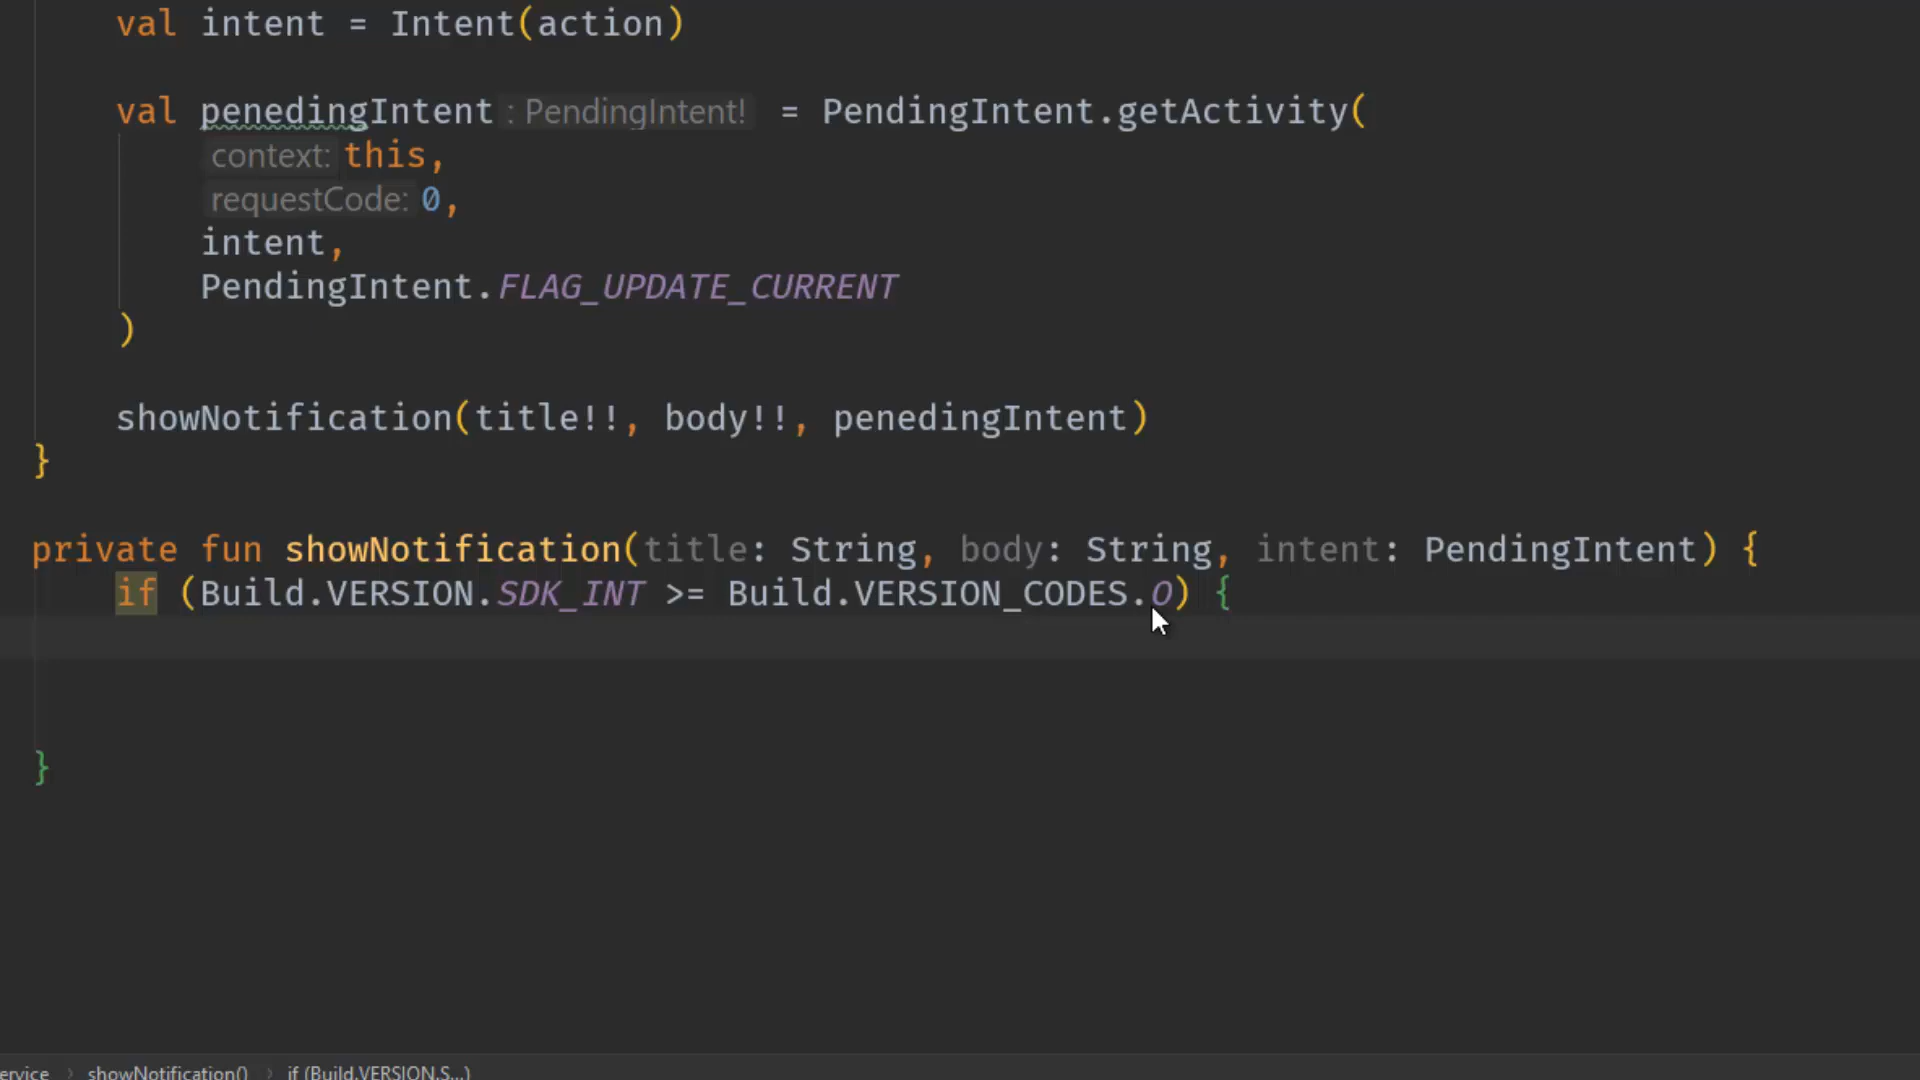 val intent = Intent(action)
val penedingIntent : PendingIntent! = PendingIntent.getActivity(
context: this,
requestCode: 0,
intent,
PendingIntent.FLAG_UPDATE_CURRENT
)
showNotification(title!!, body!!, penedingIntent)
}
private fun showNotification(title: String, body: String, intent: PendingIntent) {
if (Build.VERSION.SDK_INT >= Build.VERSION_CODES.O) {
}
ervice › showNotification() › if (Build.VERSION.S...)